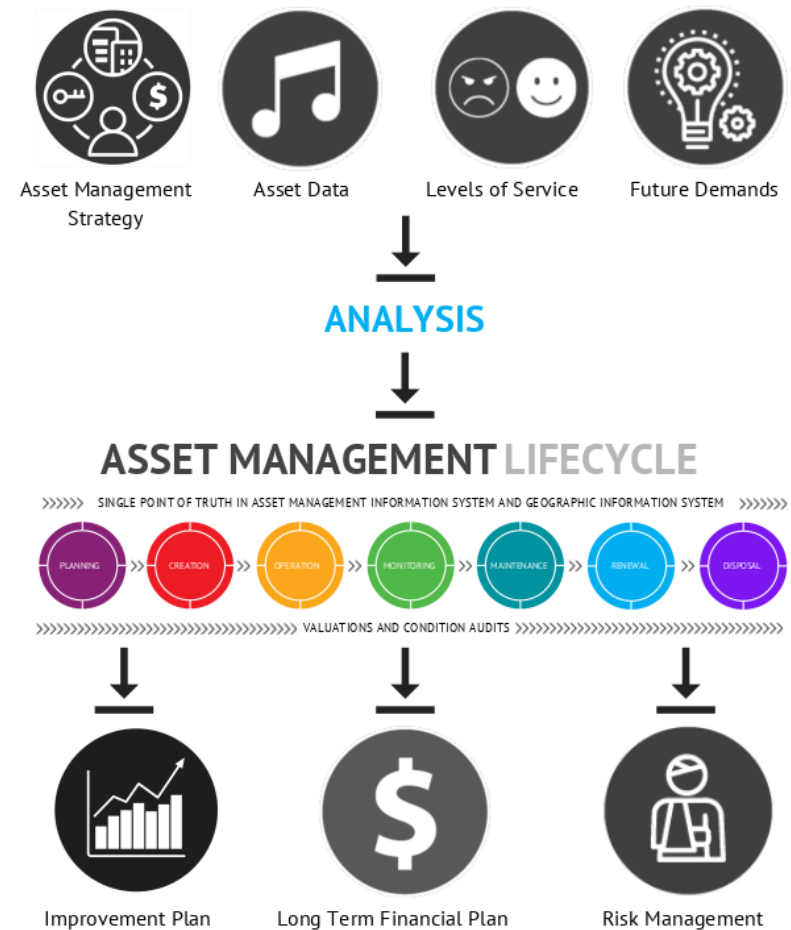 $
Asset Management
Strategy
Asset Data
Levels of Service
Future Demands
ANALYSIS
ASSET MANAGEMENT LIFECYCLE
SINGLE POINT OF TRUTH IN ASSET MANAGEMENT INFORMATION SYSTEM AND GEOGRAPHIC INFORMATION SYSTEM
PLANNING
CREATION
OPERATION
MONITORING
MAINTENANCE
RENEWAL
DISPOSAL
VALUATIONS AND CONDITION AUDITS
$
Improvement Plan
Long Term Financial Plan
Risk Management